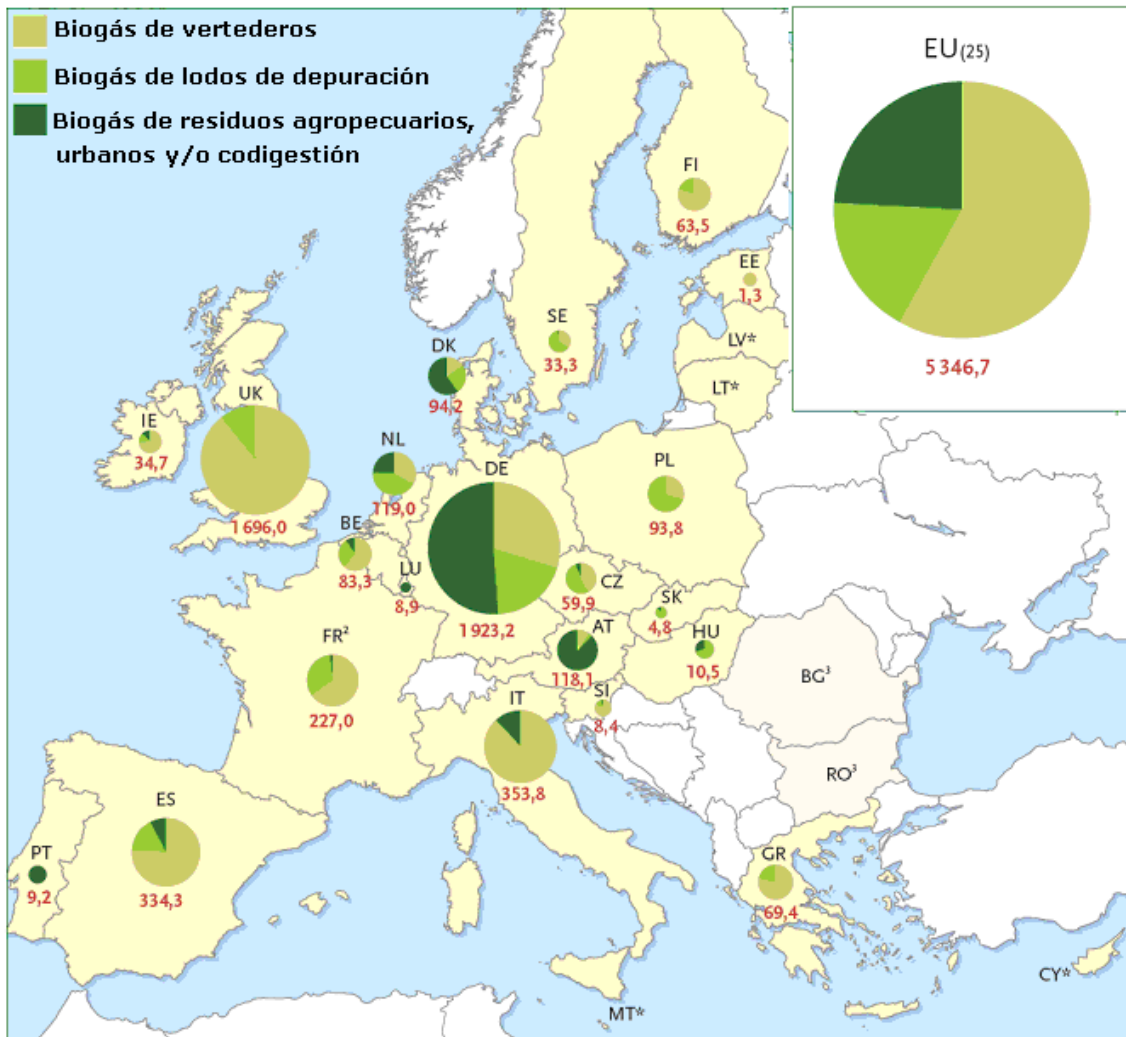 Biogás de vertederos
Biogás de lodos de depuración
Biogás de residuos agropecuarios,
urbanos y/o codigestión
EU(25)
5 346,7
FI
63,5
EE
1,3
SE
33,3
LV*
LT*
DK
94,2
UK
1 696,0
IE
34,7
NL
119,0
DE
1 923,2
PL
93,8
BE
83,3
LU
8,9
CZ
59,9
SK
4,8
AT
118,1
HU
10,5
FR²
227,0
IT
353,8
SI
8,4
BG³
RO³
ES
334,3
PT
9,2
GR
69,4
CY*
MT*